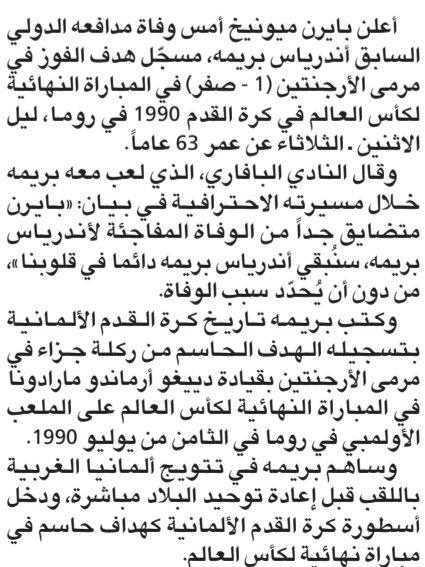 أعلن بايرن ميونيخ أمس وفاة مدافعه الدولي
السابق أندرياس بريمه، مسجّل هدف الفوز في
مرمى الأرجنتين (1 - صفر) في المباراة النهائية
لكأس العالم في كرة القدم 1990 في روما، ليل
الاثنين - الثلاثاء عن عمر 63 عاماً.
وقال النادي البافاري، الذي لعب معه بريمه
خلال مسيرته الاحترافية في بيان: «بايرن
متضايق جداً من الوفاة المفاجئة لأندرياس
بريمه، سنُبقي أندرياس بريمه دائما في قلوبنا»،
من دون أن يُحدّد سبب الوفاة.
وكتب بريمه تاريخ كرة القدم الألمانية
بتسجيله الهدف الحاسم من ركلة جزاء في
مرمى الأرجنتين بقيادة دييغو أرماندو مارادونا
في المباراة النهائية لكأس العالم على الملعب
الأولمبي في روما في الثامن من يوليو 1990.
وساهم بريمه في تتويج ألمانيا الغربية
باللقب قبل إعادة توحيد البلاد مباشرة، ودخل
أسطورة كرة القدم الألمانية كهداف حاسم في
مباراة نهائية لكأس العالم.